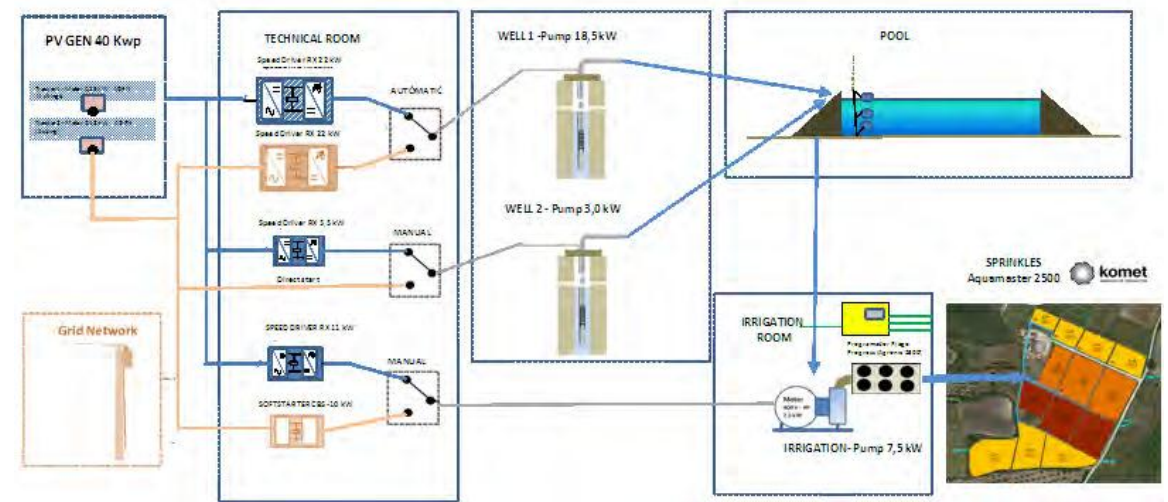 PV GEN 40 Kwp
TECHNICAL ROOM
Speed Driver RX 22 kW
AUTOMATIC
Speed Driver RX 22 kW
Speed Driver RX 5,5 kW
MANUAL
Direct start
SPEED DRIVER RX 11 kW
MANUAL
SOFTSTARTER DBS -10 kW
Grid Network
WELL 1 -Pump 18,5 kW
WELL 2 - Pump 3,0 kW
POOL
IRRIGATION
ROOM
Motor
IRRIGATION- Pump 7,5 kW
SPRINKLES
Aquamaster 2500
komet